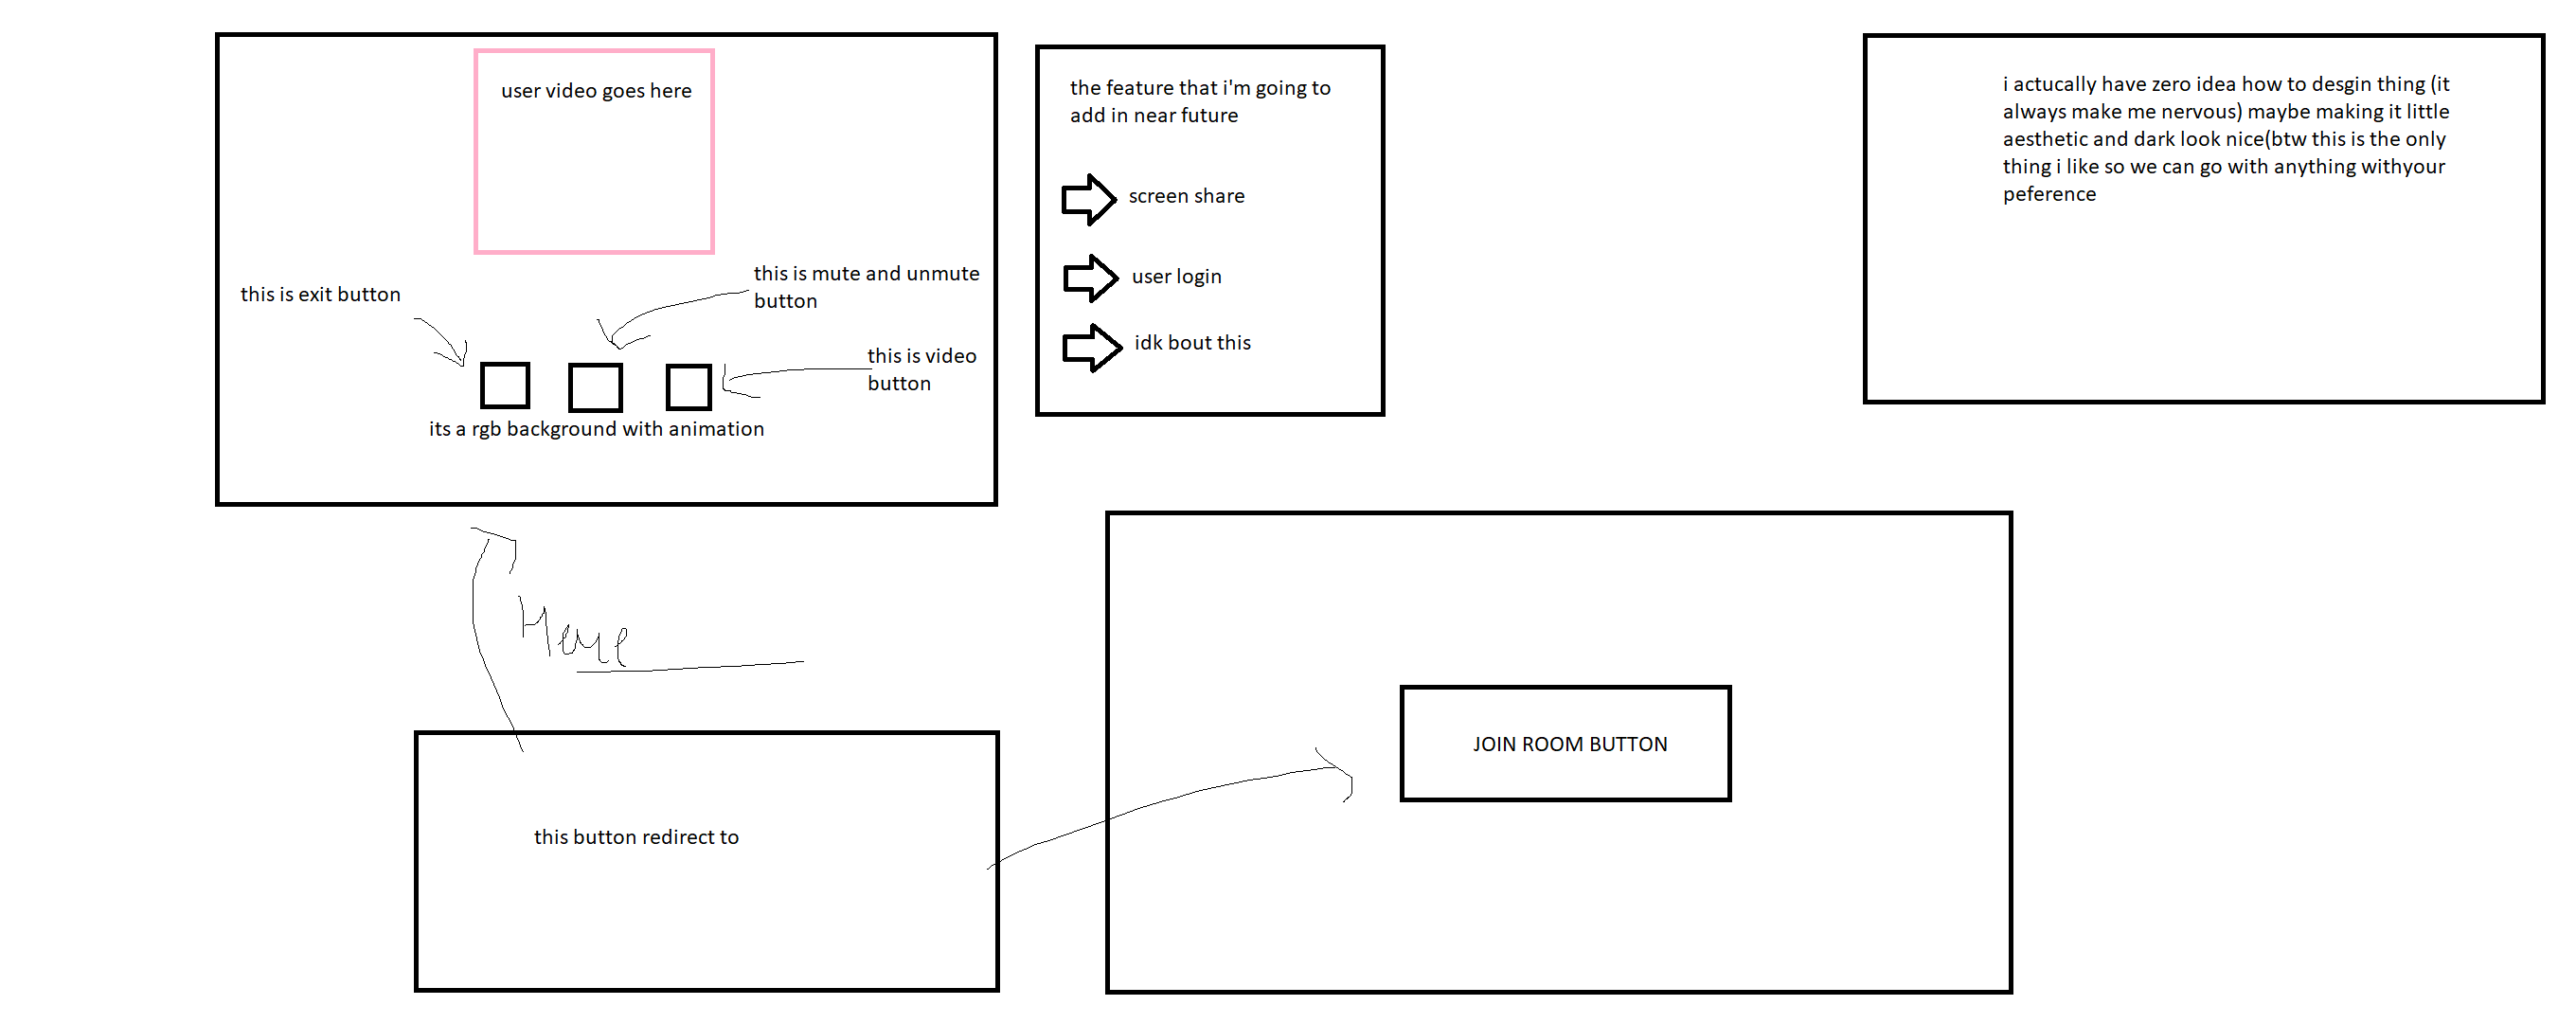 user video goes here
this is exit button
this is mute and unmute
button
this is video
button
its a rgb background with animation
the feature that i'm going to
add in near future
screen share
user login
idk bout this
i actucally have zero idea how to desgin thing (it
always make me nervous) maybe making it little
aesthetic and dark look nice(btw this is the only
thing i like so we can go with anything withyour
peference
Here
this button redirect to
JOIN ROOM BUTTON